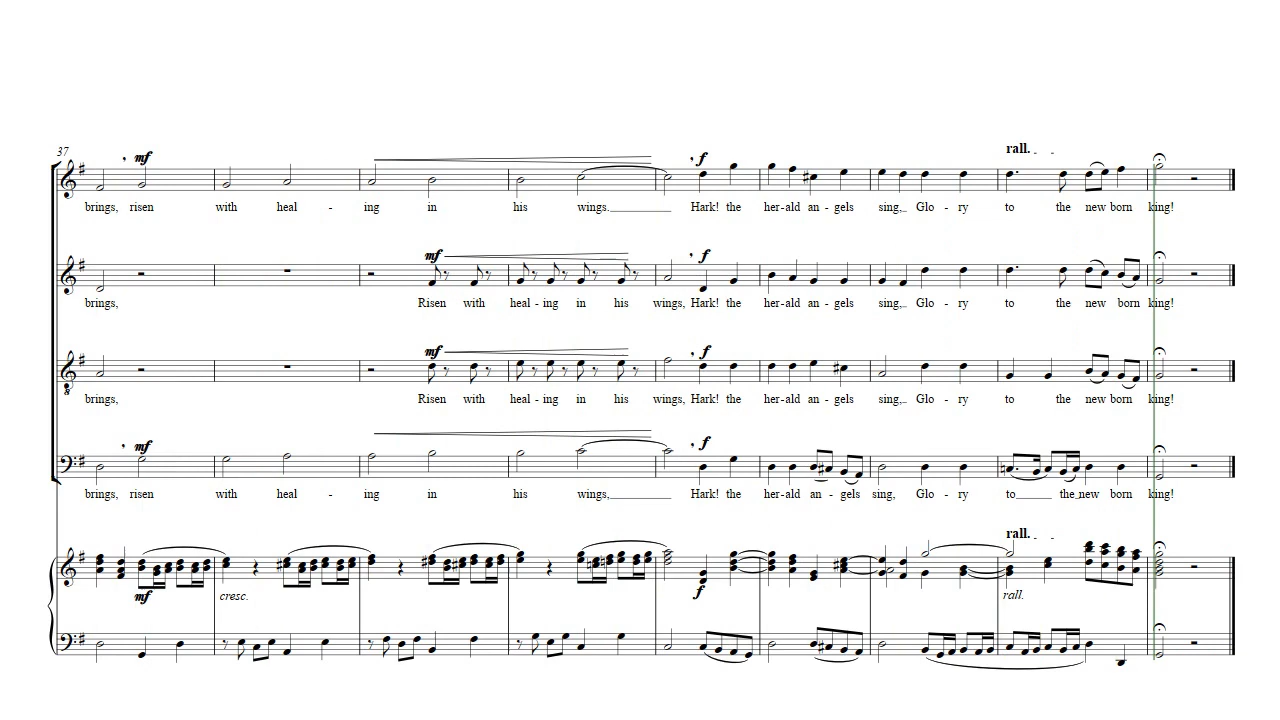 37
mf
rall. _ _
f
brings, risen with heal - ing in his wings.______ Hark! the her-ald an - gels sing,_ Glo - ry to the new born king!
mf
f
brings, Risen with heal - ing in his wings, Hark! the her-ald an - gels sing,_ Glo - ry to the new born king!
mf
f
8
brings, Risen with heal - ing in his wings, Hark! the her-ald an - gels sing,_ Glo - ry to the new born king!
mf
f
brings, risen with heal - ing in his wings,______ Hark! the her-ald an - gels sing, Glo - ry to____ the_new born king!
rall. _ _
mf cresc. f rall.